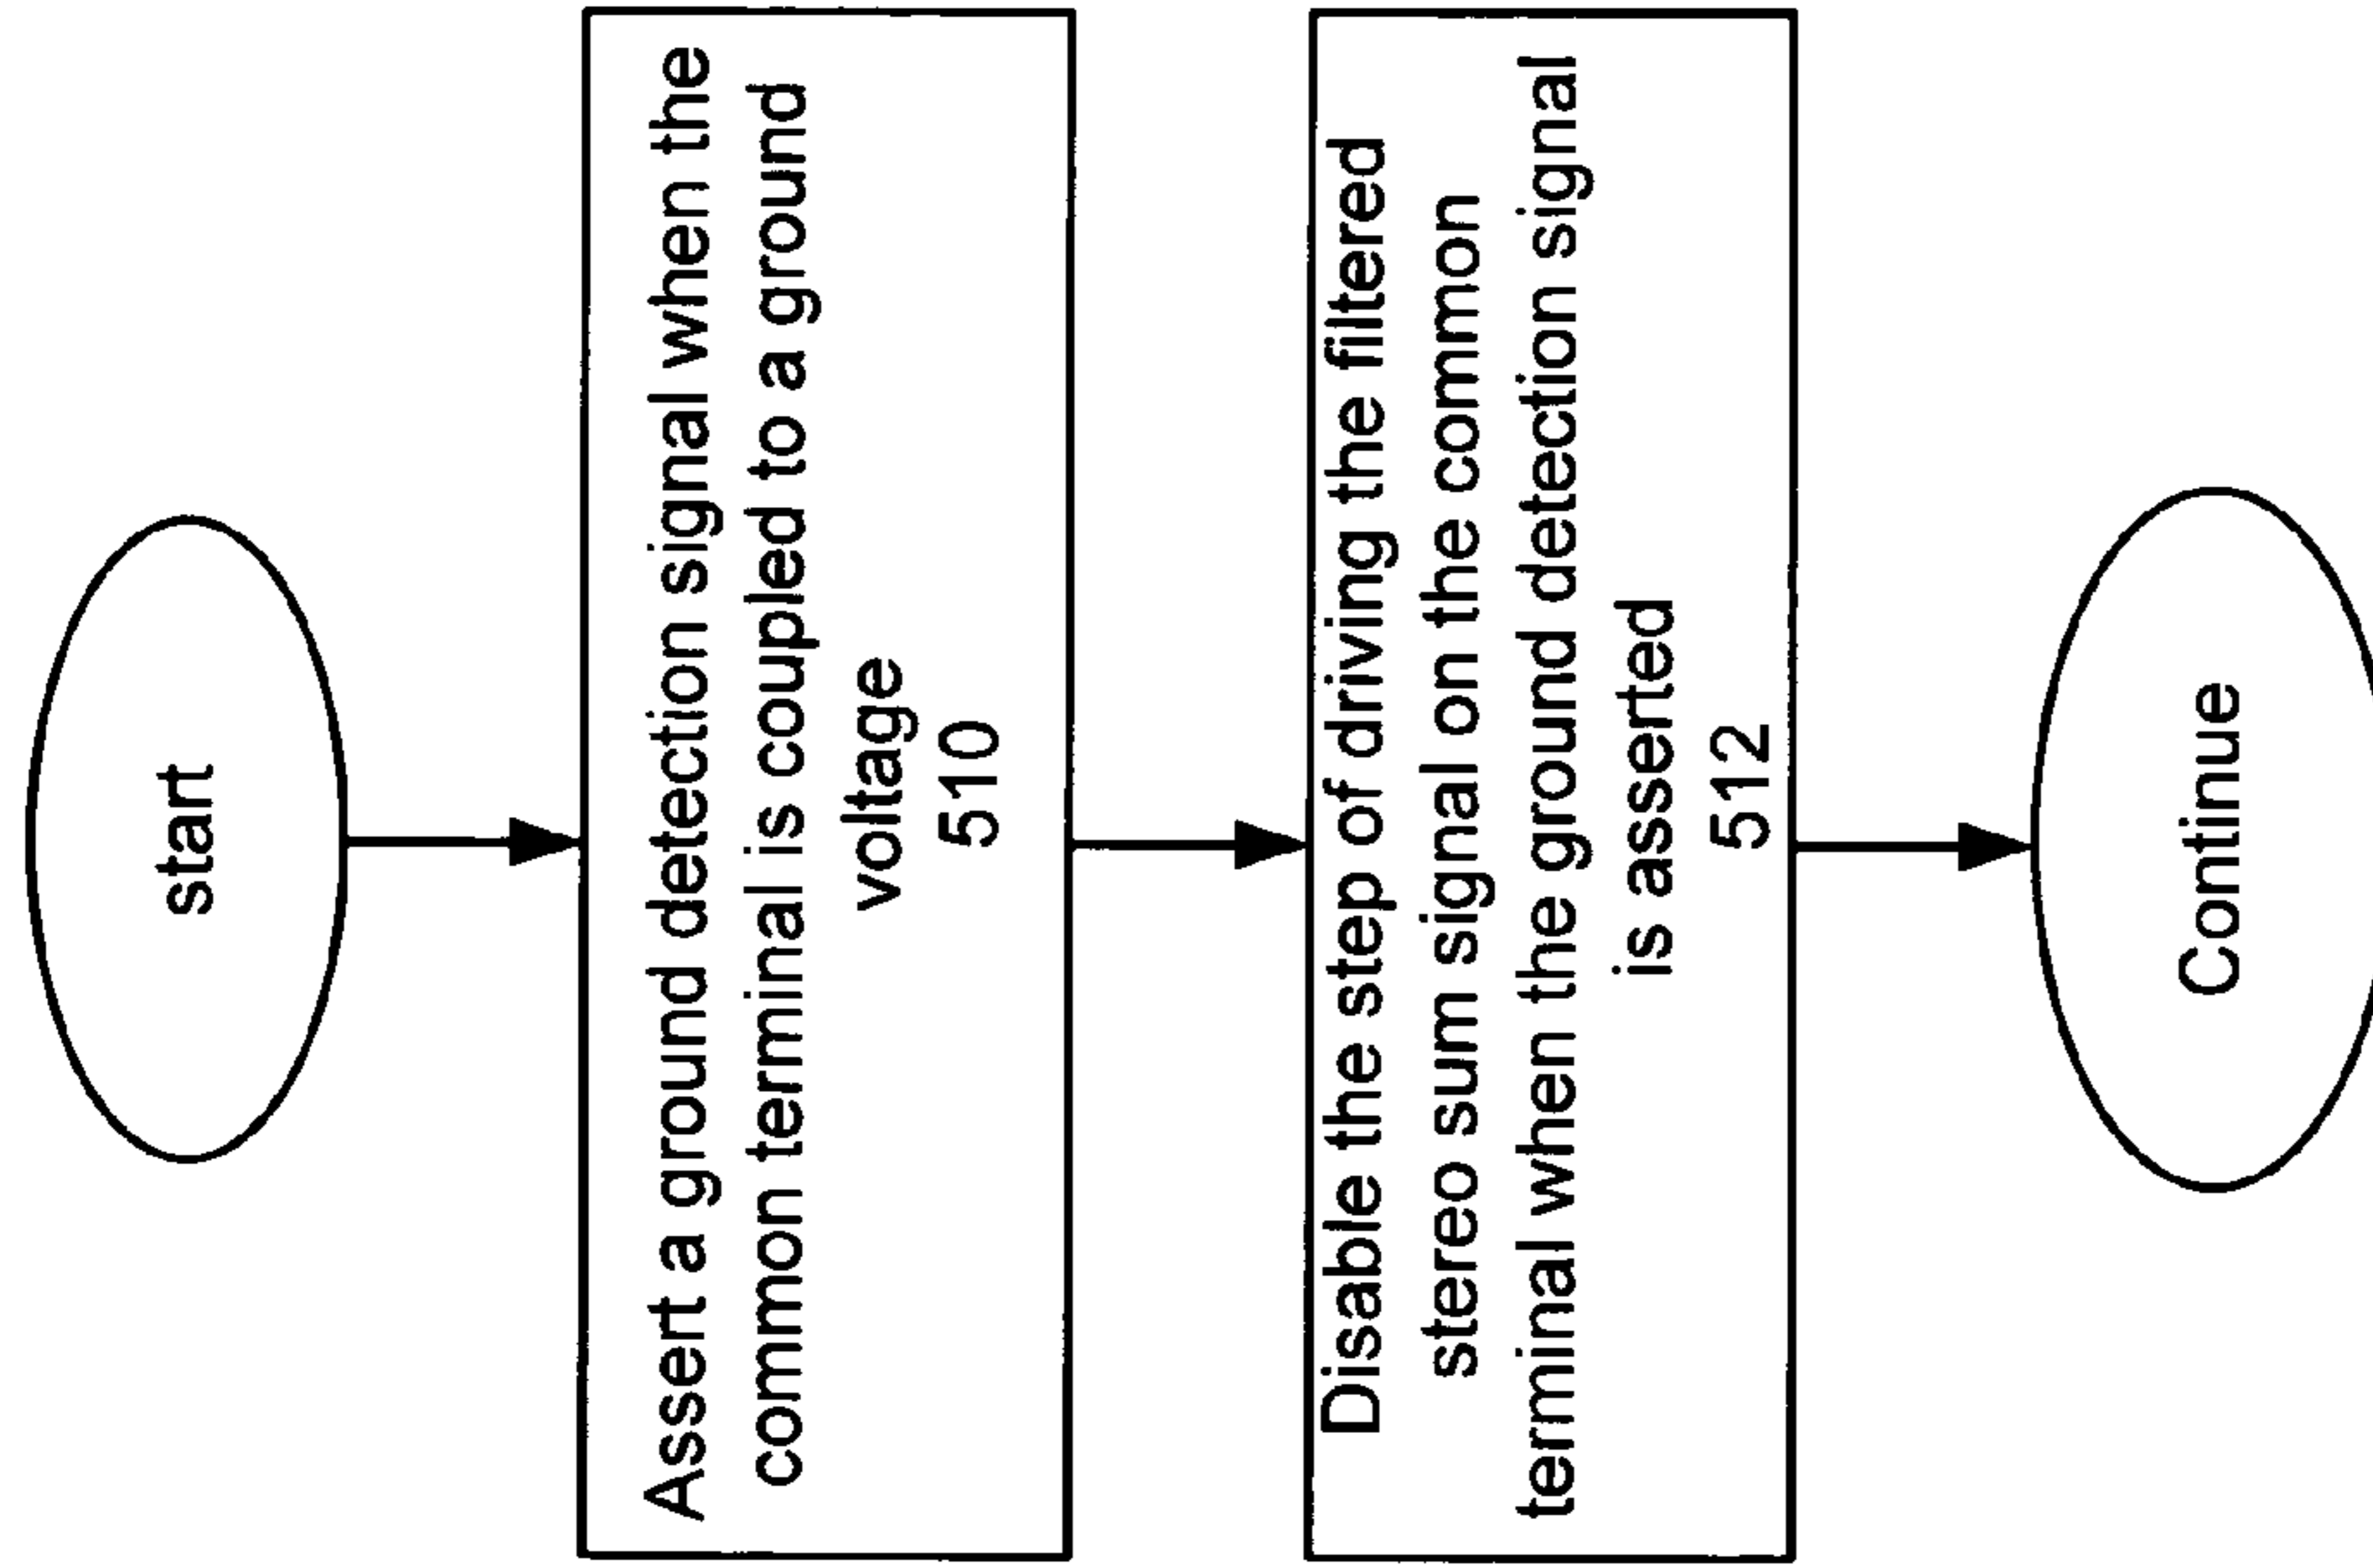 start
Assert a ground detection signal when the
common terminal is coupled to a ground
voltage
510
Disable the step of driving the filtered
stereo sum signal on the common
terminal when the ground detection signal
is asserted
512
Continue